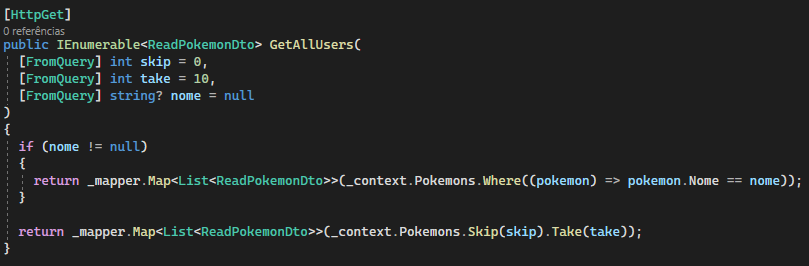 [HttpGet]
0 referências
public IEnumerable<ReadPokemonDto> GetAllUsers(
[FromQuery] int skip = 0,
[FromQuery] int take = 10,
[FromQuery] string? nome = null
)
{
if (nome != null)
{
return _mapper.Map<List<ReadPokemonDto>>(_context.Pokemons.Where((pokemon) => pokemon.Nome == nome));
}
return _mapper.Map<List<ReadPokemonDto>>(_context.Pokemons.Skip(skip).Take(take));
}